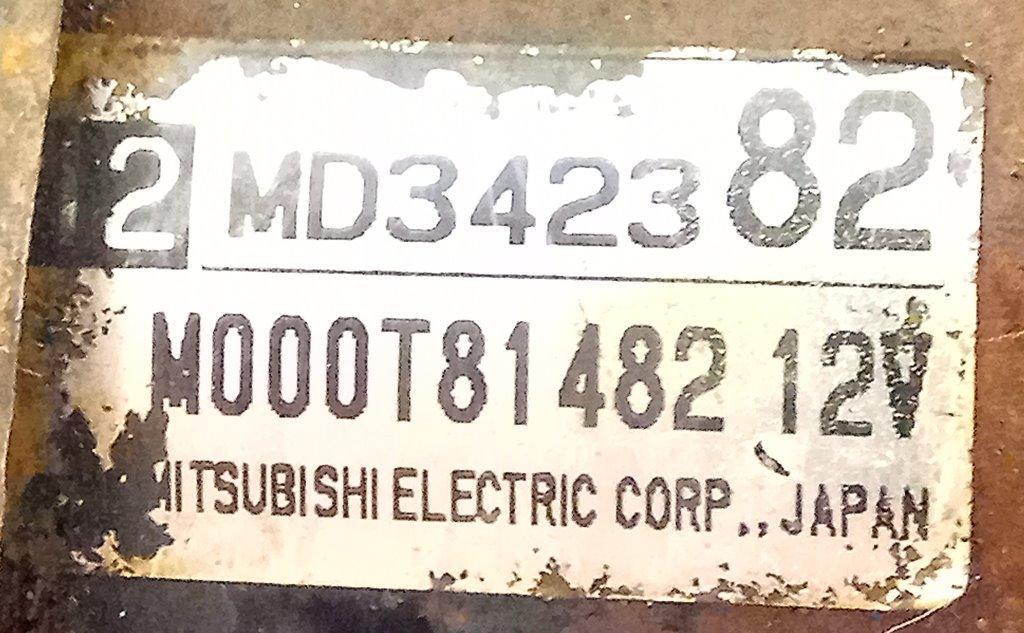 2 MD342382
M000T81482 12V
MITSUBISHI ELECTRIC CORP., JAPAN